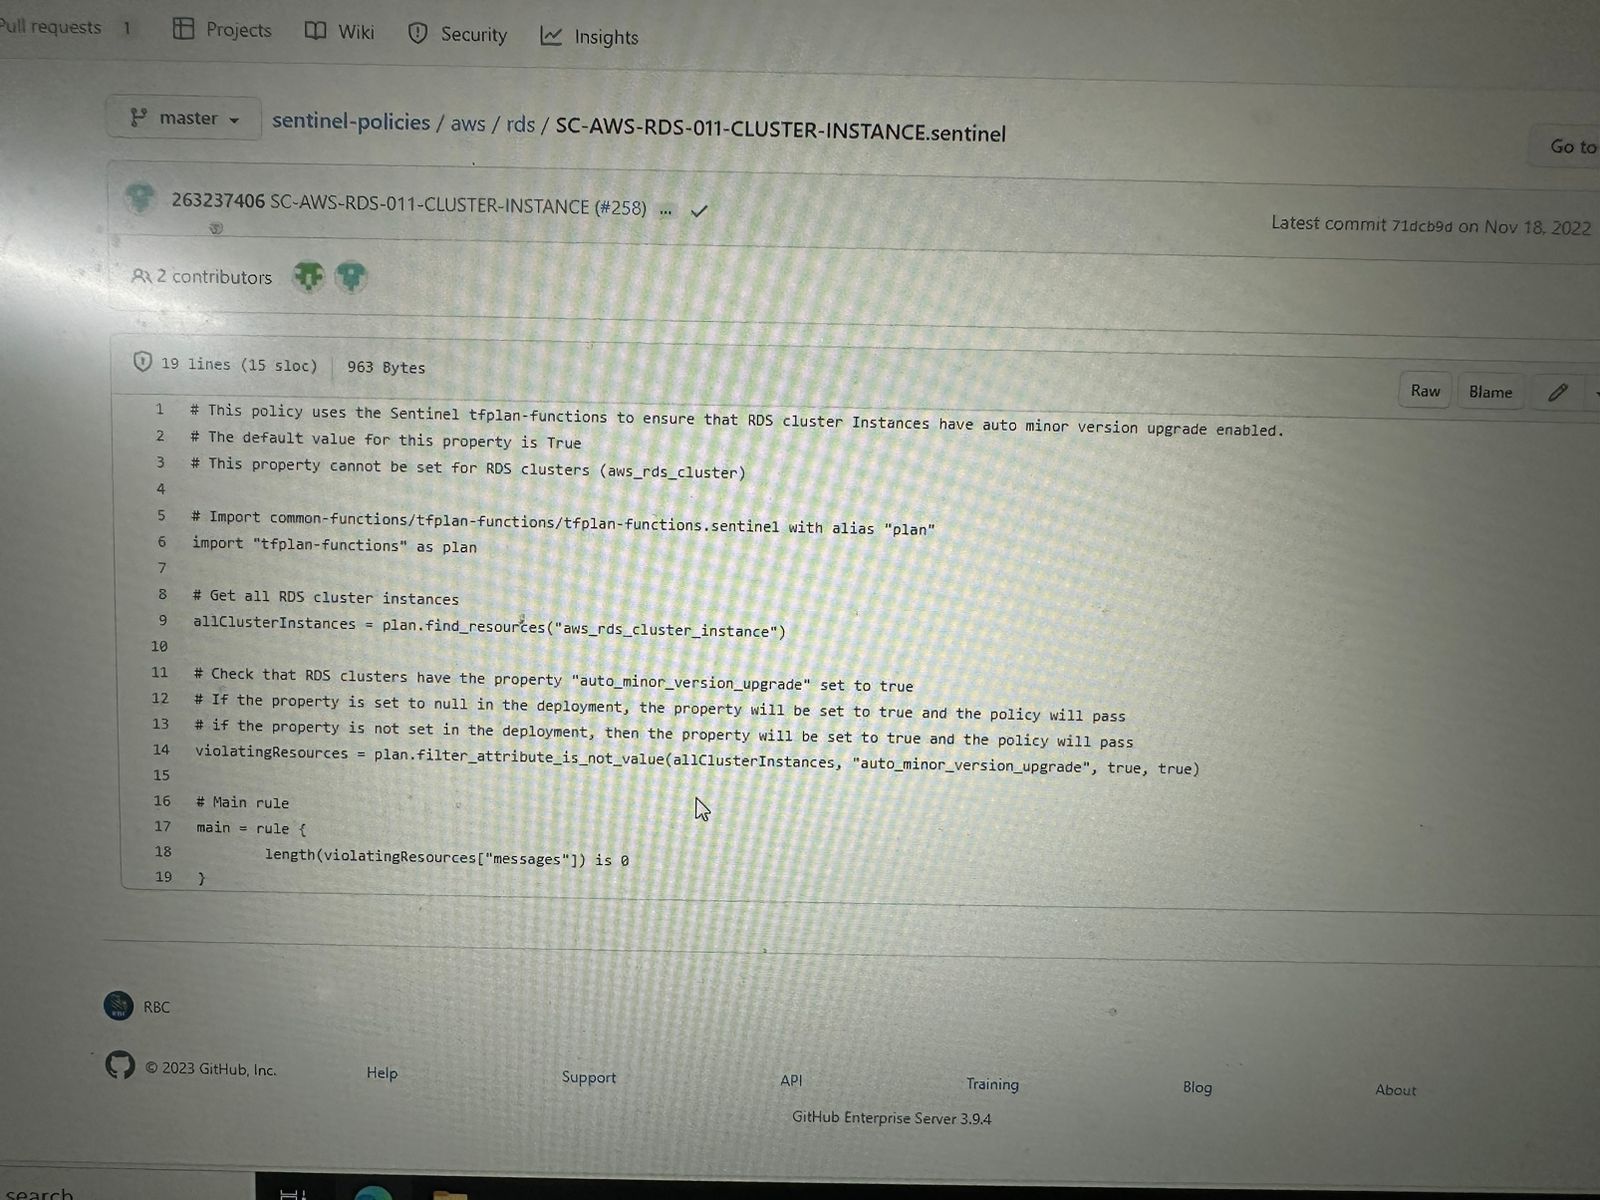 Pull requests 1 Projects Wiki Security Insights
master sentinel-policies / aws / rds / SC-AWS-RDS-011-CLUSTER-INSTANCE.sentinel Go to
263237406 SC-AWS-RDS-011-CLUSTER-INSTANCE (#258) ... Latest commit 71dcb9d on Nov 18, 2022
2 contributors
19 lines (15 sloc) 963 Bytes Raw Blame
1 # This policy uses the Sentinel tfplan-functions to ensure that RDS cluster Instances have auto minor version upgrade enabled.
2 # The default value for this property is True
3 # This property cannot be set for RDS clusters (aws_rds_cluster)
4
5 # Import common-functions/tfplan-functions/tfplan-functions.sentinel with alias "plan"
6 import "tfplan-functions" as plan
7
8 # Get all RDS cluster instances
9 allClusterInstances = plan.find_resources("aws_rds_cluster_instance")
10
11 # Check that RDS clusters have the property "auto_minor_version_upgrade" set to true
12 # If the property is set to null in the deployment, the property will be set to true and the policy will pass
13 # if the property is not set in the deployment, then the property will be set to true and the policy will pass
14 violatingResources = plan.filter_attribute_is_not_value(allClusterInstances, "auto_minor_version_upgrade", true, true)
15
16 # Main rule
17 main = rule {
18 length(violatingResources["messages"]) is 0
19 }
RBC
© 2023 GitHub, Inc. Help Support API Training Blog About
GitHub Enterprise Server 3.9.4
search